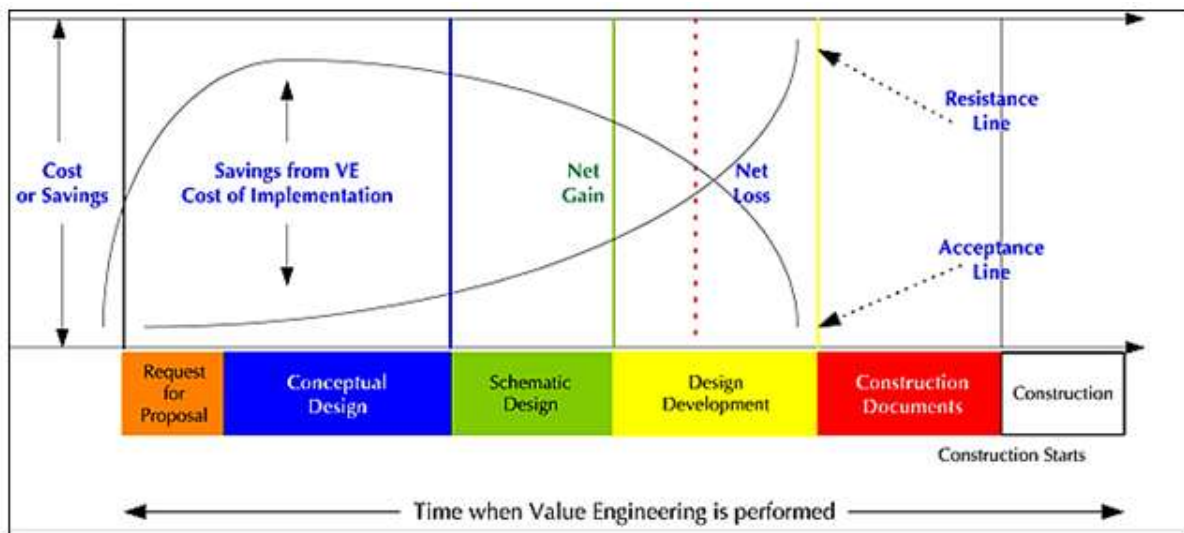 Cost
or Savings
Savings from VE
Cost of Implementation
Net
Gain
Net
Loss
Resistance
Line
Acceptance
Line
Request
for
Proposal
Conceptual
Design
Schematic
Design
Design
Development
Construction
Documents
Construction
Construction Starts
Time when Value Engineering is performed